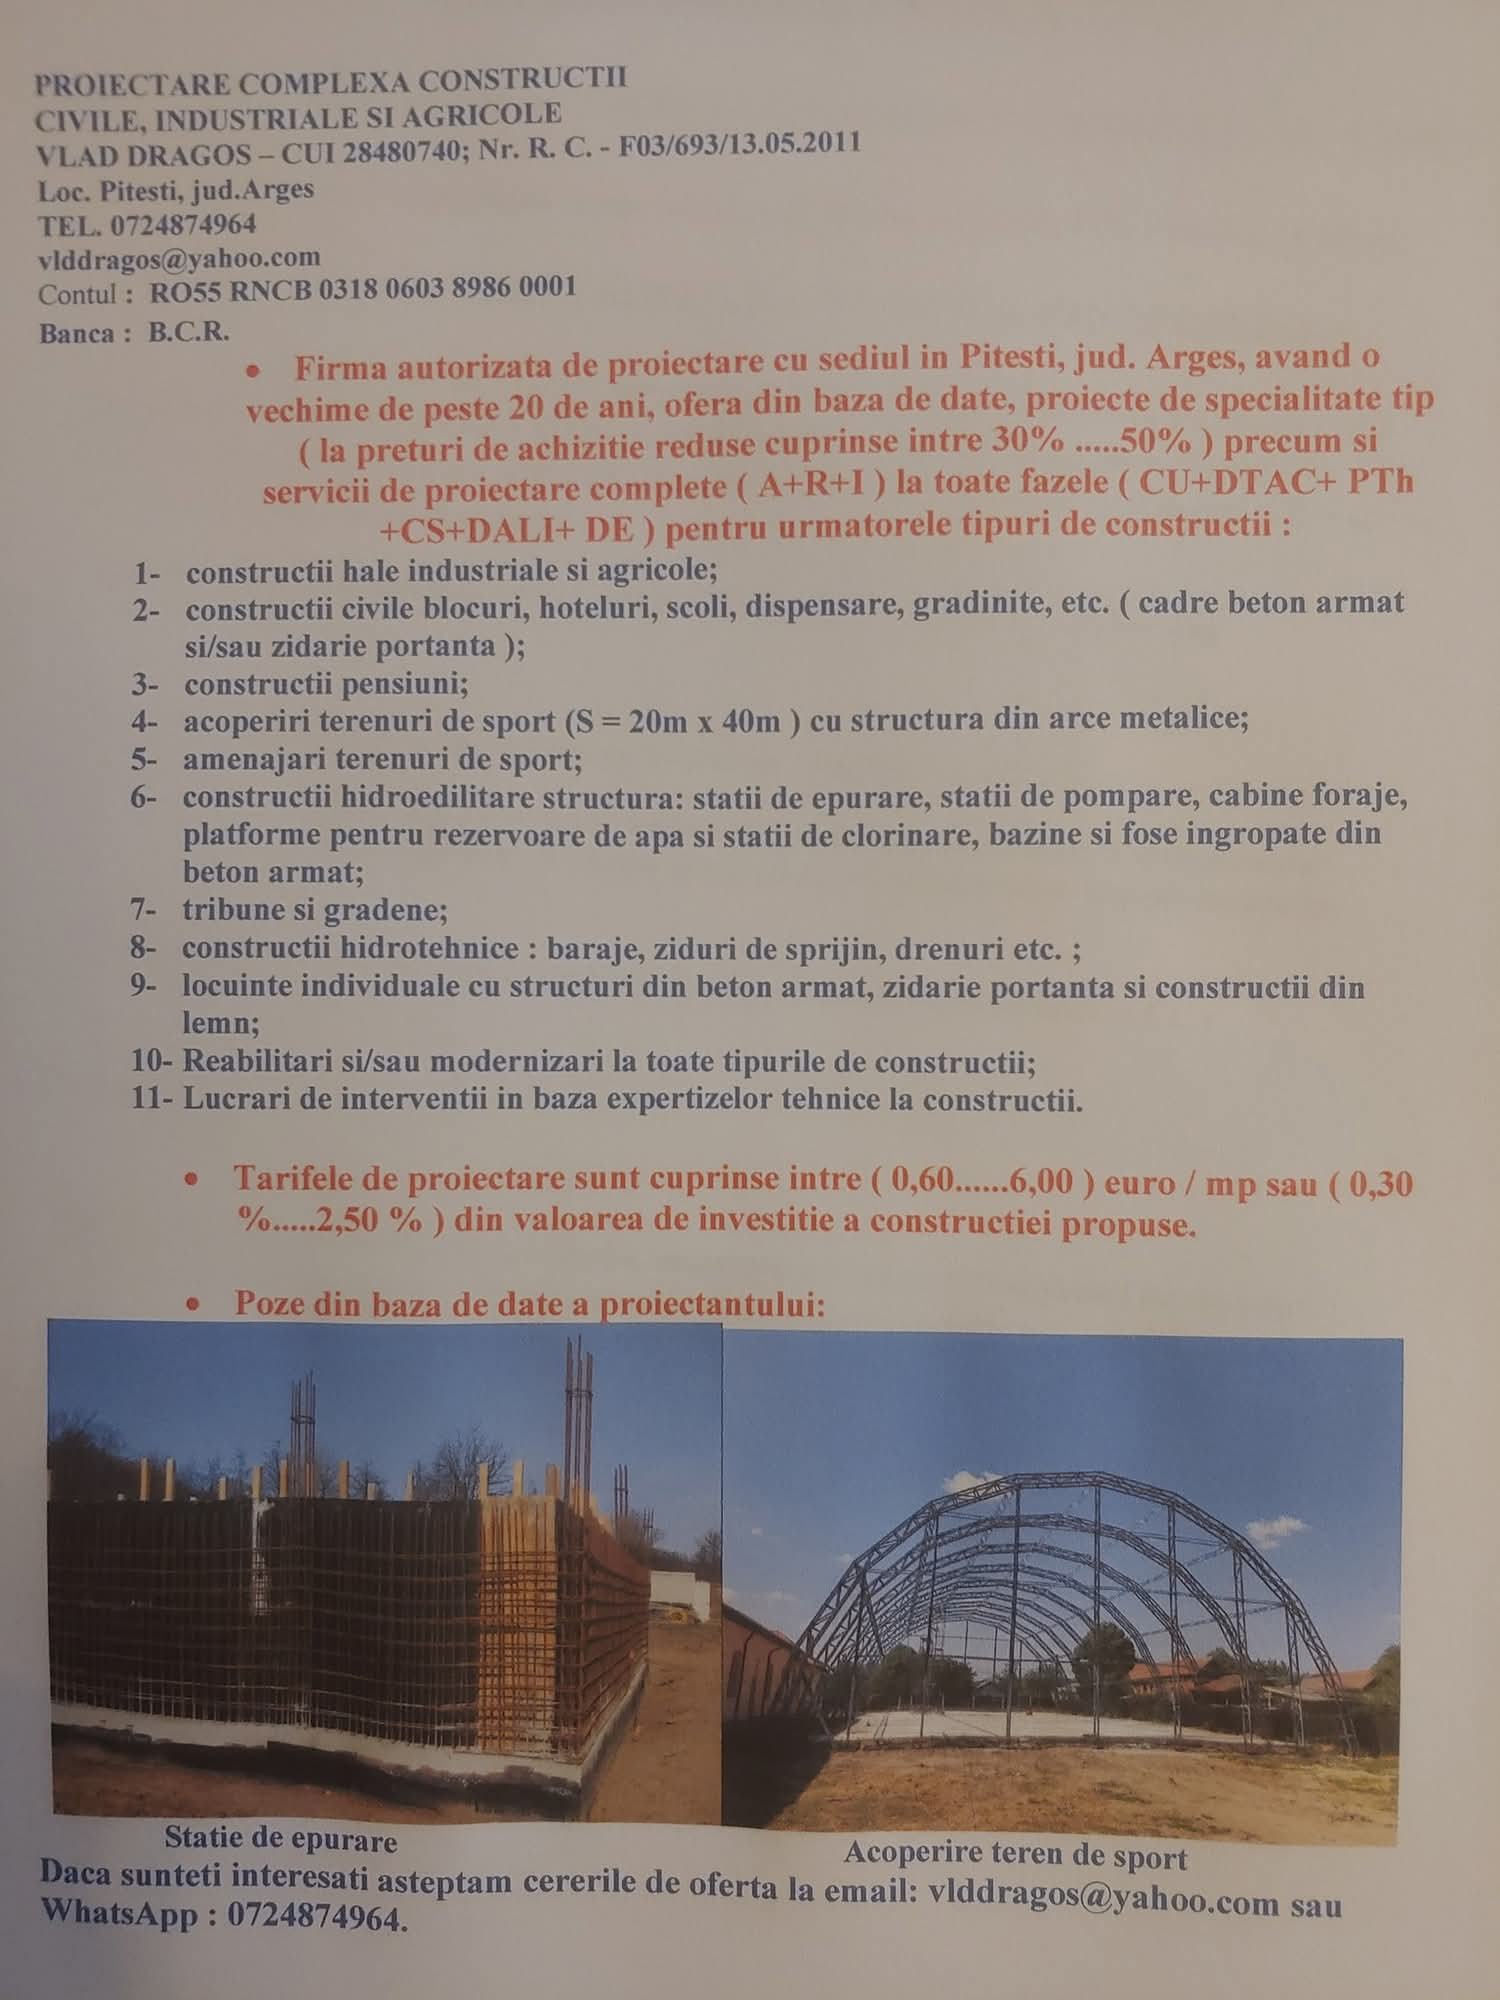 PROIECTARE COMPLEXA CONSTRUCTII
CIVILE, INDUSTRIALE SI AGRICOLE
VLAD DRAGOS – CUI 28480740; Nr. R. C. - F03/693/13.05.2011
Loc. Pitesti, jud.Arges
TEL. 0724874964
vlddragos@yahoo.com
Contul : RO55 RNCB 0318 0603 8986 0001
Banca : B.C.R.
• Firma autorizata de proiectare cu sediul in Pitesti, jud. Arges, avand o
vechime de peste 20 de ani, ofera din baza de date, proiecte de specialitate tip
( la preturi de achizitie reduse cuprinse intre 30% .....50% ) precum si
servicii de proiectare complete ( A+R+I ) la toate fazele ( CU+DTAC+ PTh
+CS+DALI+ DE ) pentru urmatorele tipuri de constructii :
1- constructii hale industriale si agricole;
2- constructii civile blocuri, hoteluri, scoli, dispensare, gradinite, etc. ( cadre beton armat
si/sau zidarie portanta );
3- constructii pensiuni;
4- acoperiri terenuri de sport (S = 20m x 40m ) cu structura din arce metalice;
5- amenajari terenuri de sport;
6- constructii hidroedilitare structura: statii de epurare, statii de pompare, cabine foraje,
platforme pentru rezervoare de apa si statii de clorinare, bazine si fose ingropate din
beton armat;
7- tribune si gradene;
8- constructii hidrotehnice : baraje, ziduri de sprijin, drenuri etc. ;
9- locuinte individuale cu structuri din beton armat, zidarie portanta si constructii din
lemn;
10- Reabilitari si/sau modernizari la toate tipurile de constructii;
11- Lucrari de interventii in baza expertizelor tehnice la constructii.
• Tarifele de proiectare sunt cuprinse intre ( 0,60......6,00 ) euro / mp sau ( 0,30
%.....2,50 % ) din valoarea de investitie a constructiei propuse.
• Poze din baza de date a proiectantului:
Statie de epurare
Acoperire teren de sport
Daca sunteti interesati asteptam cererile de oferta la email: vlddragos@yahoo.com sau
WhatsApp : 0724874964.